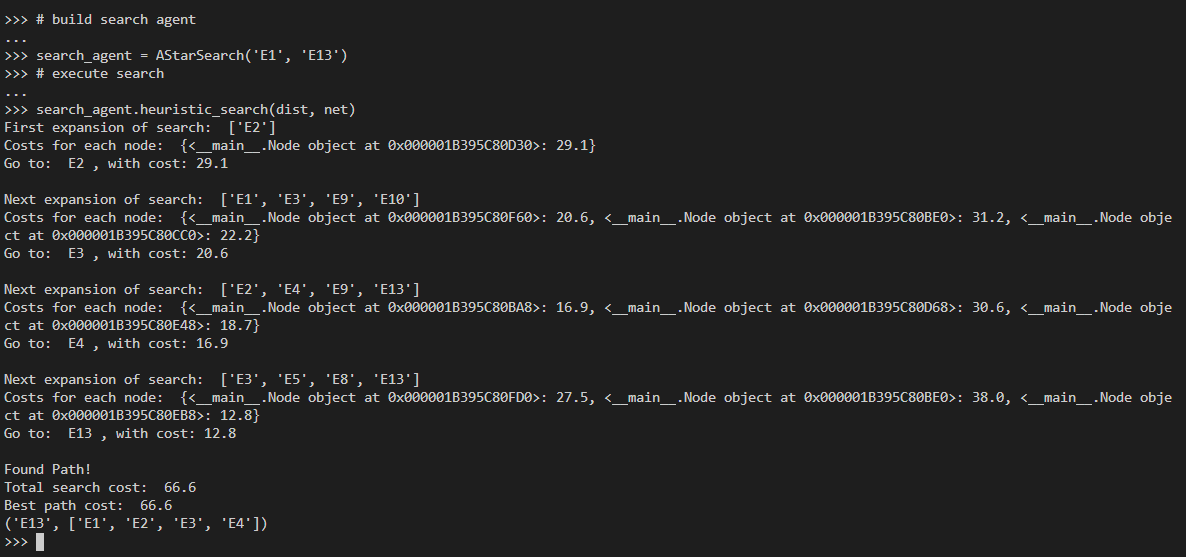 >>> # build search agent
...
>>> search_agent = AStarSearch('E1', 'E13')
>>> # execute search
...
>>> search_agent.heuristic_search(dist, net)
First expansion of search:  ['E2']
Costs for each node:  {<__main__.Node object at 0x000001B395C80D30>: 29.1}
Go to:  E2 , with cost: 29.1

Next expansion of search:  ['E1', 'E3', 'E9', 'E10']
Costs for each node:  {<__main__.Node object at 0x000001B395C80F60>: 20.6, <__main__.Node object at 0x000001B395C80BE0>: 31.2, <__main__.Node obje
ct at 0x000001B395C80CC0>: 22.2}
Go to:  E3 , with cost: 20.6

Next expansion of search:  ['E2', 'E4', 'E9', 'E13']
Costs for each node:  {<__main__.Node object at 0x000001B395C80BA8>: 16.9, <__main__.Node object at 0x000001B395C80D68>: 30.6, <__main__.Node obje
ct at 0x000001B395C80E48>: 18.7}
Go to:  E4 , with cost: 16.9

Next expansion of search:  ['E3', 'E5', 'E8', 'E13']
Costs for each node:  {<__main__.Node object at 0x000001B395C80FD0>: 27.5, <__main__.Node object at 0x000001B395C80BE0>: 38.0, <__main__.Node obje
ct at 0x000001B395C80EB8>: 12.8}
Go to:  E13 , with cost: 12.8

Found Path!
Total search cost:  66.6
Best path cost:  66.6
('E13', ['E1', 'E2', 'E3', 'E4'])
>>>